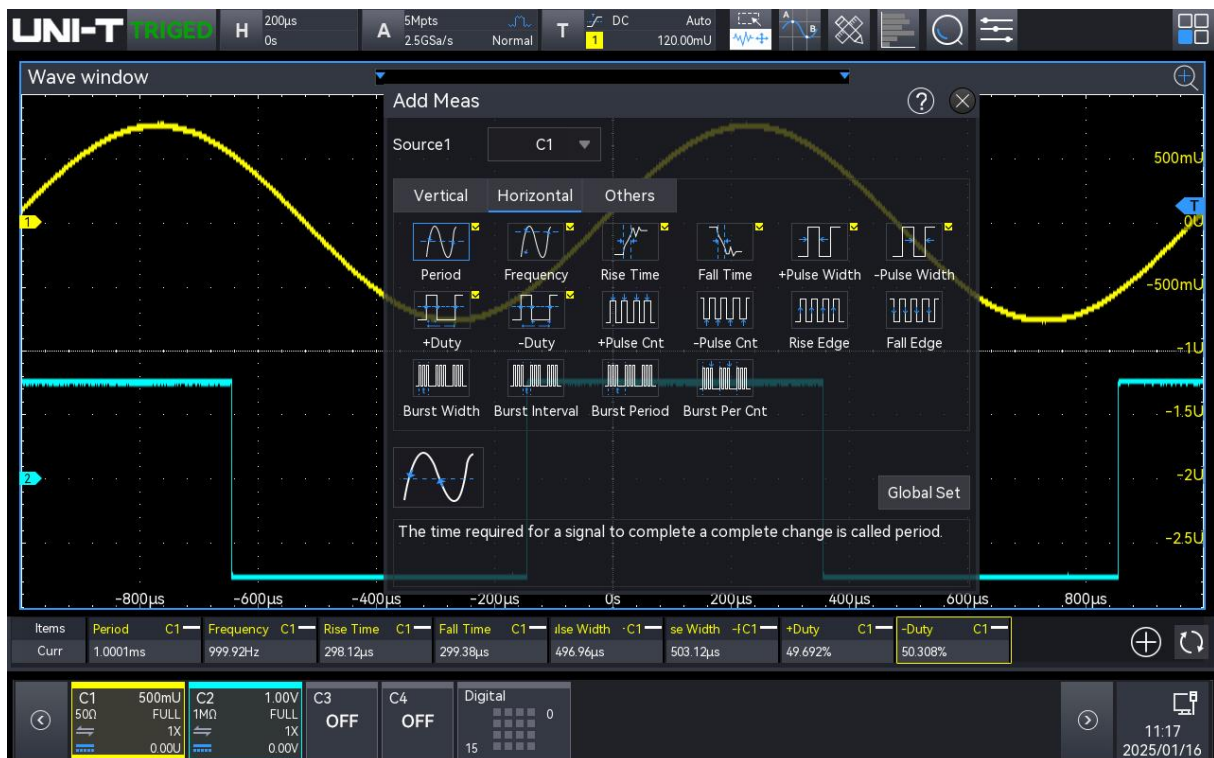 UNI-T TRIGED H 200µs 0s A 5Mpts 2.5GSa/s Normal T DC 1 Auto 120.00mU A B
Wave window
Add Meas ?
Source1 C1
Vertical Horizontal Others
Period Frequency Rise Time Fall Time +Pulse Width -Pulse Width
+Duty -Duty +Pulse Cnt -Pulse Cnt Rise Edge Fall Edge
Burst Width Burst Interval Burst Period Burst Per Cnt
Global Set
The time required for a signal to complete a complete change is called period.
500mU
T
0U
-500mU
-1U
-1.5U
-2U
-2.5U
1
2
-800µs -600µs -400µs -200µs 0s 200µs 400µs 600µs 800µs
Items Period C1 Frequency C1 Rise Time C1 Fall Time C1 ılse Width -C1 se Width -(C1 +Duty C1 -Duty C1
Curr 1.0001ms 999.92Hz 298.12µs 299.38µs 496.96µs 503.12µs 49.692% 50.308%
C1 500mU
50Ω FULL
1X
0.00U
C2 1.00V
1MΩ FULL
1X
0.00V
C3
OFF
C4
OFF
Digital
0
15
11:17
2025/01/16